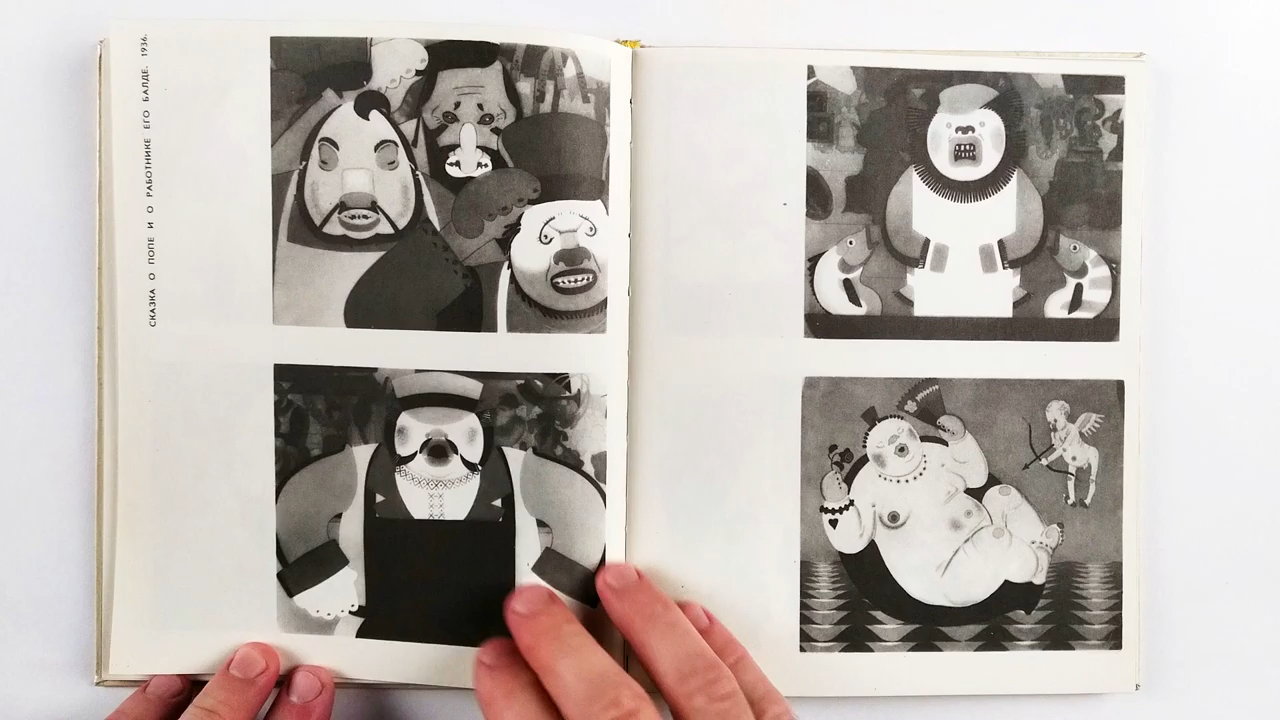 СКАЗКА О ПОПЕ И О РАБОТНИКЕ ЕГО БАЛДЕ. 1936.